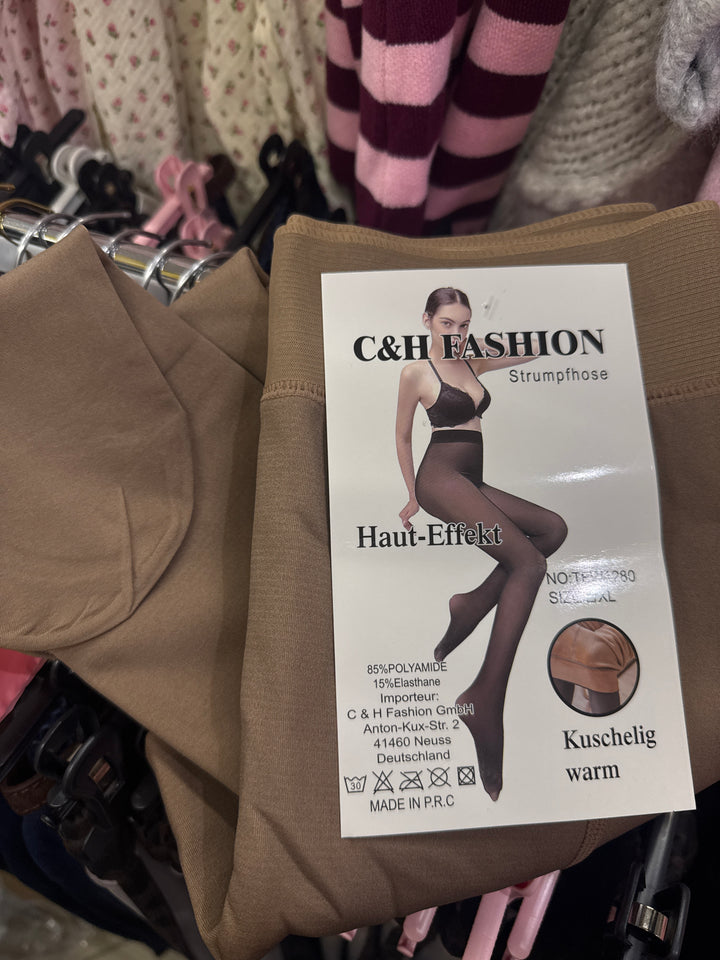 C&H FASHION
Strumpfhose
Haut-Effekt
85%POLYAMIDE
15%Elasthane
Importeur:
C & H Fashion GmbH
Anton-Kux-Str. 2
41460 Neuss
Deutschland
30
MADE IN P.R.C
Kuschelig
warm